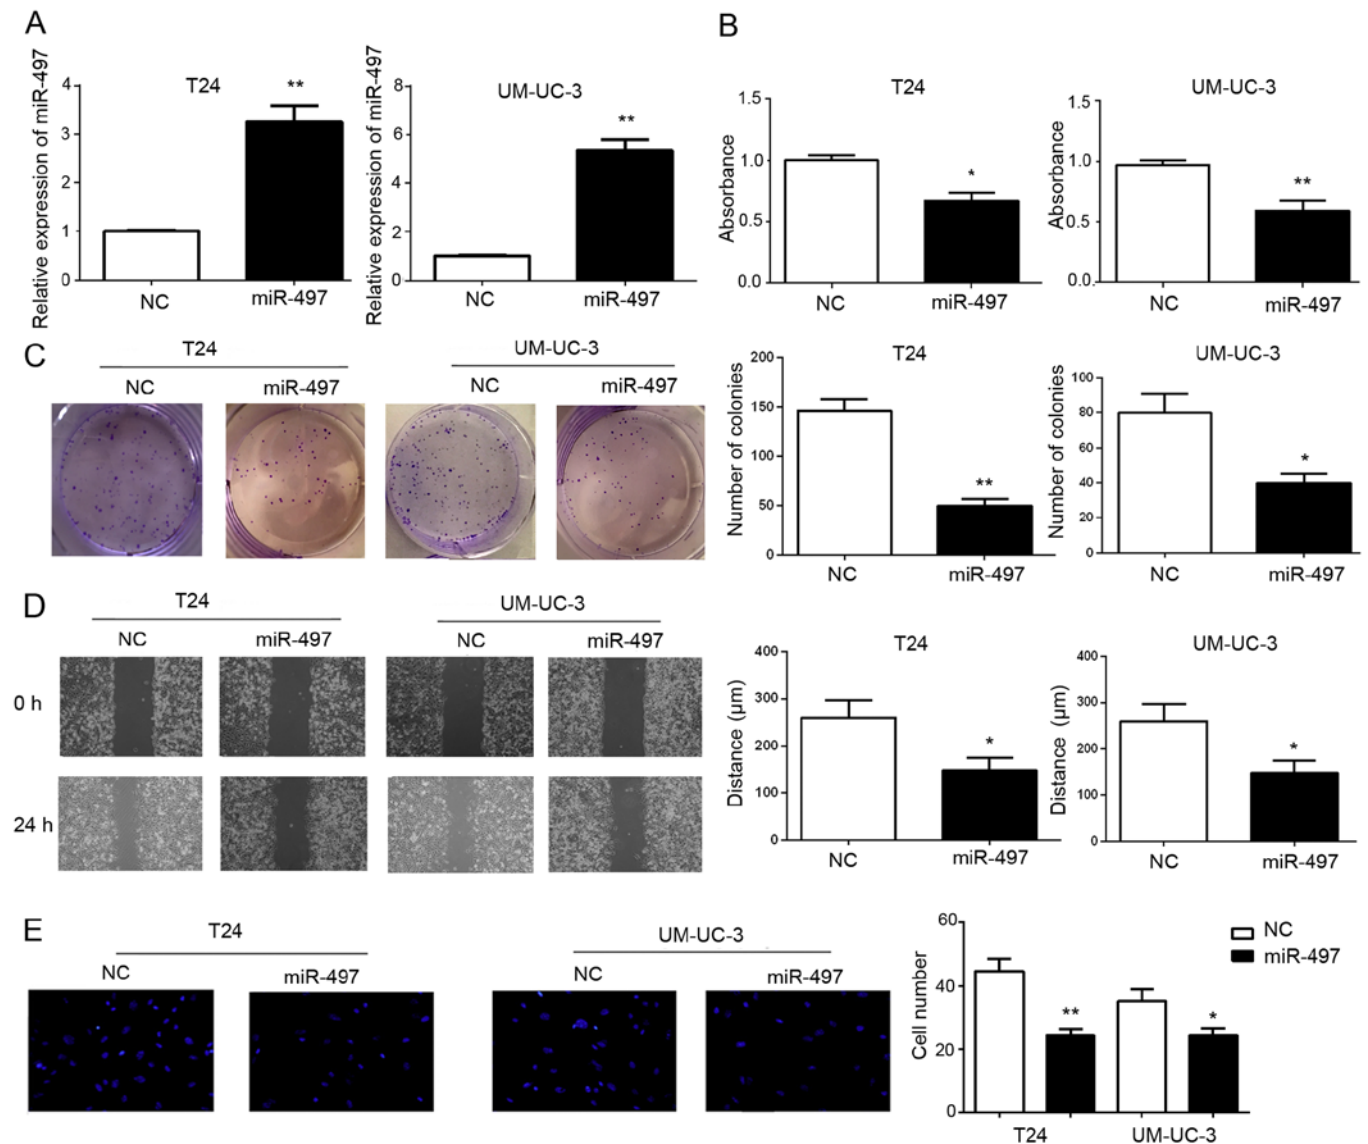 A
Relative expression of miR-497
4
3
2
1
0
T24
**
NC
miR-497
Relative expression of miR-497
8
6
4
2
0
UM-UC-3
**
NC
miR-497
B
Absorbance
1.5
1.0
0.5
0.0
T24
*
NC
miR-497
Absorbance
1.5
1.0
0.5
0.0
UM-UC-3
**
NC
miR-497
C
T24
NC
miR-497
UM-UC-3
NC
miR-497
Number of colonies
200
150
100
50
0
T24
**
NC
miR-497
Number of colonies
100
80
60
40
20
0
UM-UC-3
*
NC
miR-497
D
T24
NC
miR-497
UM-UC-3
NC
miR-497
0 h
24 h
Distance (μm)
400
300
200
100
0
T24
*
NC
miR-497
Distance (μm)
400
300
200
100
0
UM-UC-3
*
NC
miR-497
E
T24
NC
miR-497
UM-UC-3
NC
miR-497
Cell number
60
40
20
0
NC
miR-497
**
*
T24
UM-UC-3